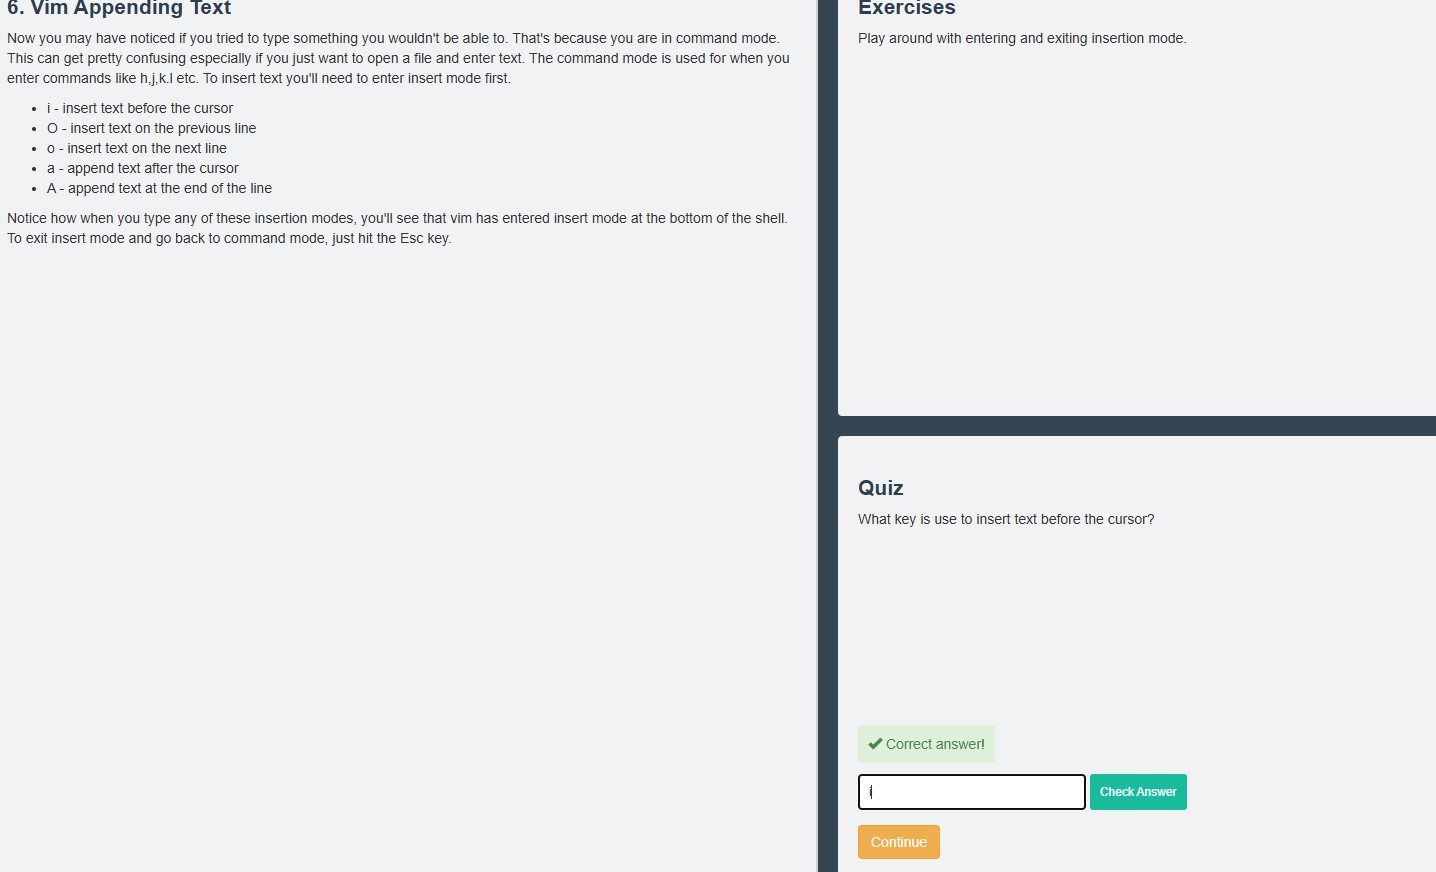 6. Vim Appending Text
Now you may have noticed if you tried to type something you wouldn't be able to. That's because you are in command mode.
This can get pretty confusing especially if you just want to open a file and enter text. The command mode is used for when you
enter commands like h,j,k.l etc. To insert text you'll need to enter insert mode first.
• i - insert text before the cursor
• O - insert text on the previous line
• o - insert text on the next line
• a - append text after the cursor
• A - append text at the end of the line
Notice how when you type any of these insertion modes, you'll see that vim has entered insert mode at the bottom of the shell.
To exit insert mode and go back to command mode, just hit the Esc key.
Exercises
Play around with entering and exiting insertion mode.
Quiz
What key is use to insert text before the cursor?
✔ Correct answer!
i
Check Answer
Continue